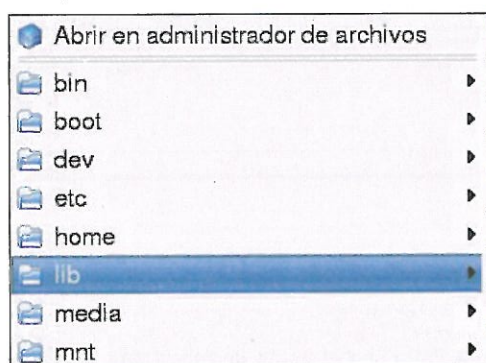 Abrir en administrador de archivos
bin
boot
dev
etc
home
lib
media
mnt